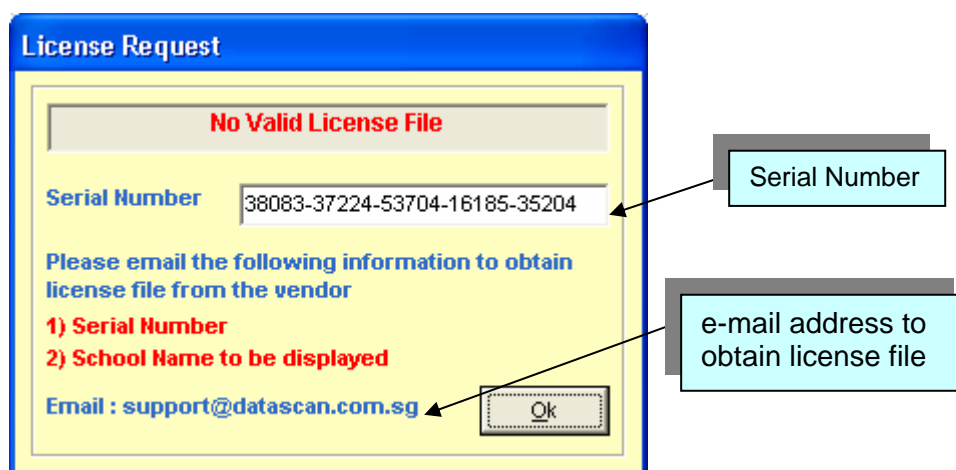 License Request
No Valid License File
Serial Number
38083-37224-53704-16185-35204
Serial Number
Please email the following information to obtain
license file from the vendor
1) Serial Number
2) School Name to be displayed
e-mail address to
obtain license file
Email : support@datascan.com.sg
Ok